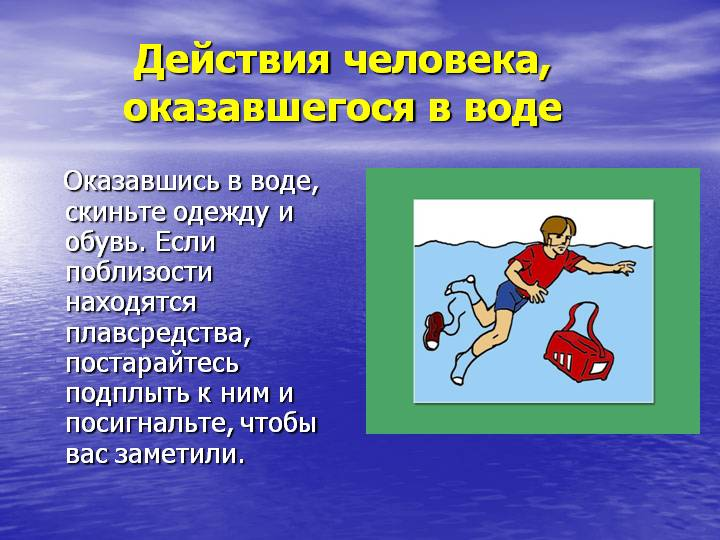 Действия человека,
оказавшегося в воде
Оказавшись в воде,
скиньте одежду и
обувь. Если
поблизости
находятся
плавсредства,
постарайтесь
подплыть к ним и
посигнальте, чтобы
вас заметили.